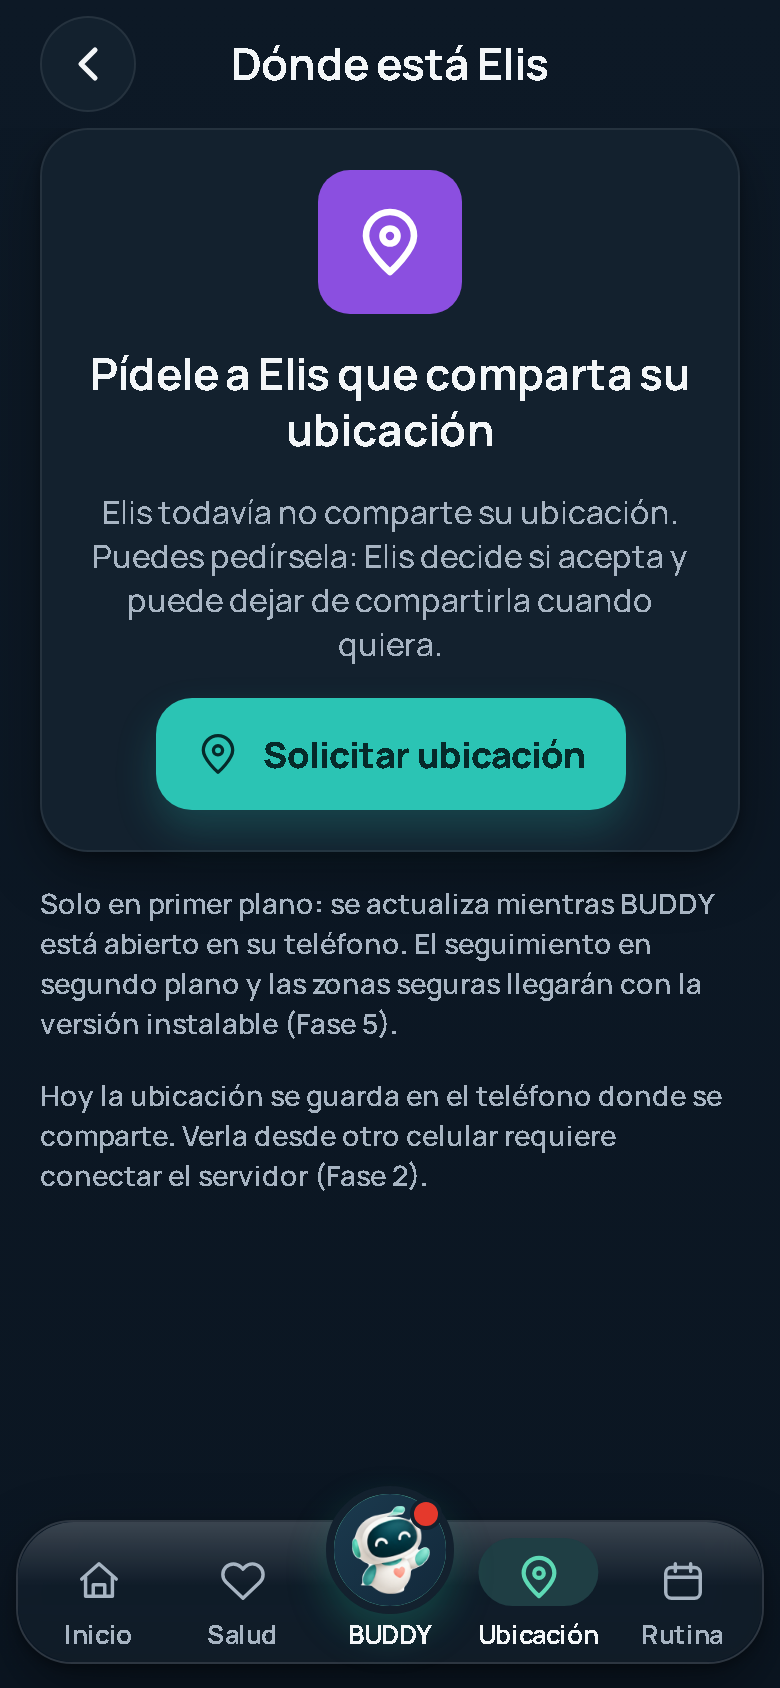 Dónde está Elis
Pídele a Elis que comparta su
ubicación
Elis todavía no comparte su ubicación.
Puedes pedírsela: Elis decide si acepta y
puede dejar de compartirla cuando
quiera.
Solicitar ubicación
Solo en primer plano: se actualiza mientras BUDDY
está abierto en su teléfono. El seguimiento en
segundo plano y las zonas seguras llegarán con la
versión instalable (Fase 5).
Hoy la ubicación se guarda en el teléfono donde se
comparte. Verla desde otro celular requiere
conectar el servidor (Fase 2).
Inicio
Salud
BUDDY
Ubicación
Rutina